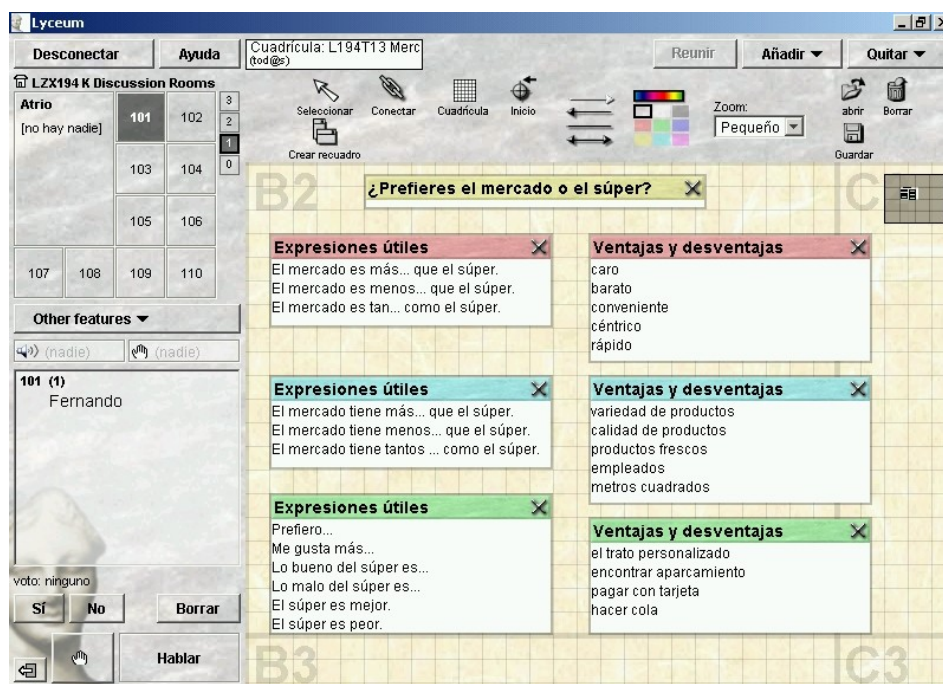 Lyceum
Desconectar
Ayuda
Cuadrícula: L194T13 Merc
(tod@s)
Reunir
Añadir
Quitar
LZX194 K Discussion Rooms
Atrio
[no hay nadie]
101
102
103
104
105
106
107
108
109
110
3
2
1
0
Seleccionar
Conectar
Cuadrícula
Inicio
Crear recuadro
Zoom:
Pequeño
abrir
Borrar
Guardar
Other features
(nadie)
(nadie)
101 (1)
Fernando
voto: ninguno
Sí
No
Borrar
Hablar
B2
C
¿Prefieres el mercado o el súper?
Expresiones útiles
El mercado es más... que el súper.
El mercado es menos... que el súper.
El mercado es tan... como el súper.
Ventajas y desventajas
caro
barato
conveniente
céntrico
rápido
Expresiones útiles
El mercado tiene más... que el súper.
El mercado tiene menos... que el súper.
El mercado tiene tantos ... como el súper.
Ventajas y desventajas
variedad de productos
calidad de productos
productos frescos
empleados
metros cuadrados
Expresiones útiles
Prefiero...
Me gusta más...
Lo bueno del súper es...
Lo malo del súper es...
El súper es mejor.
El súper es peor.
Ventajas y desventajas
el trato personalizado
encontrar aparcamiento
pagar con tarjeta
hacer cola
B3
C3